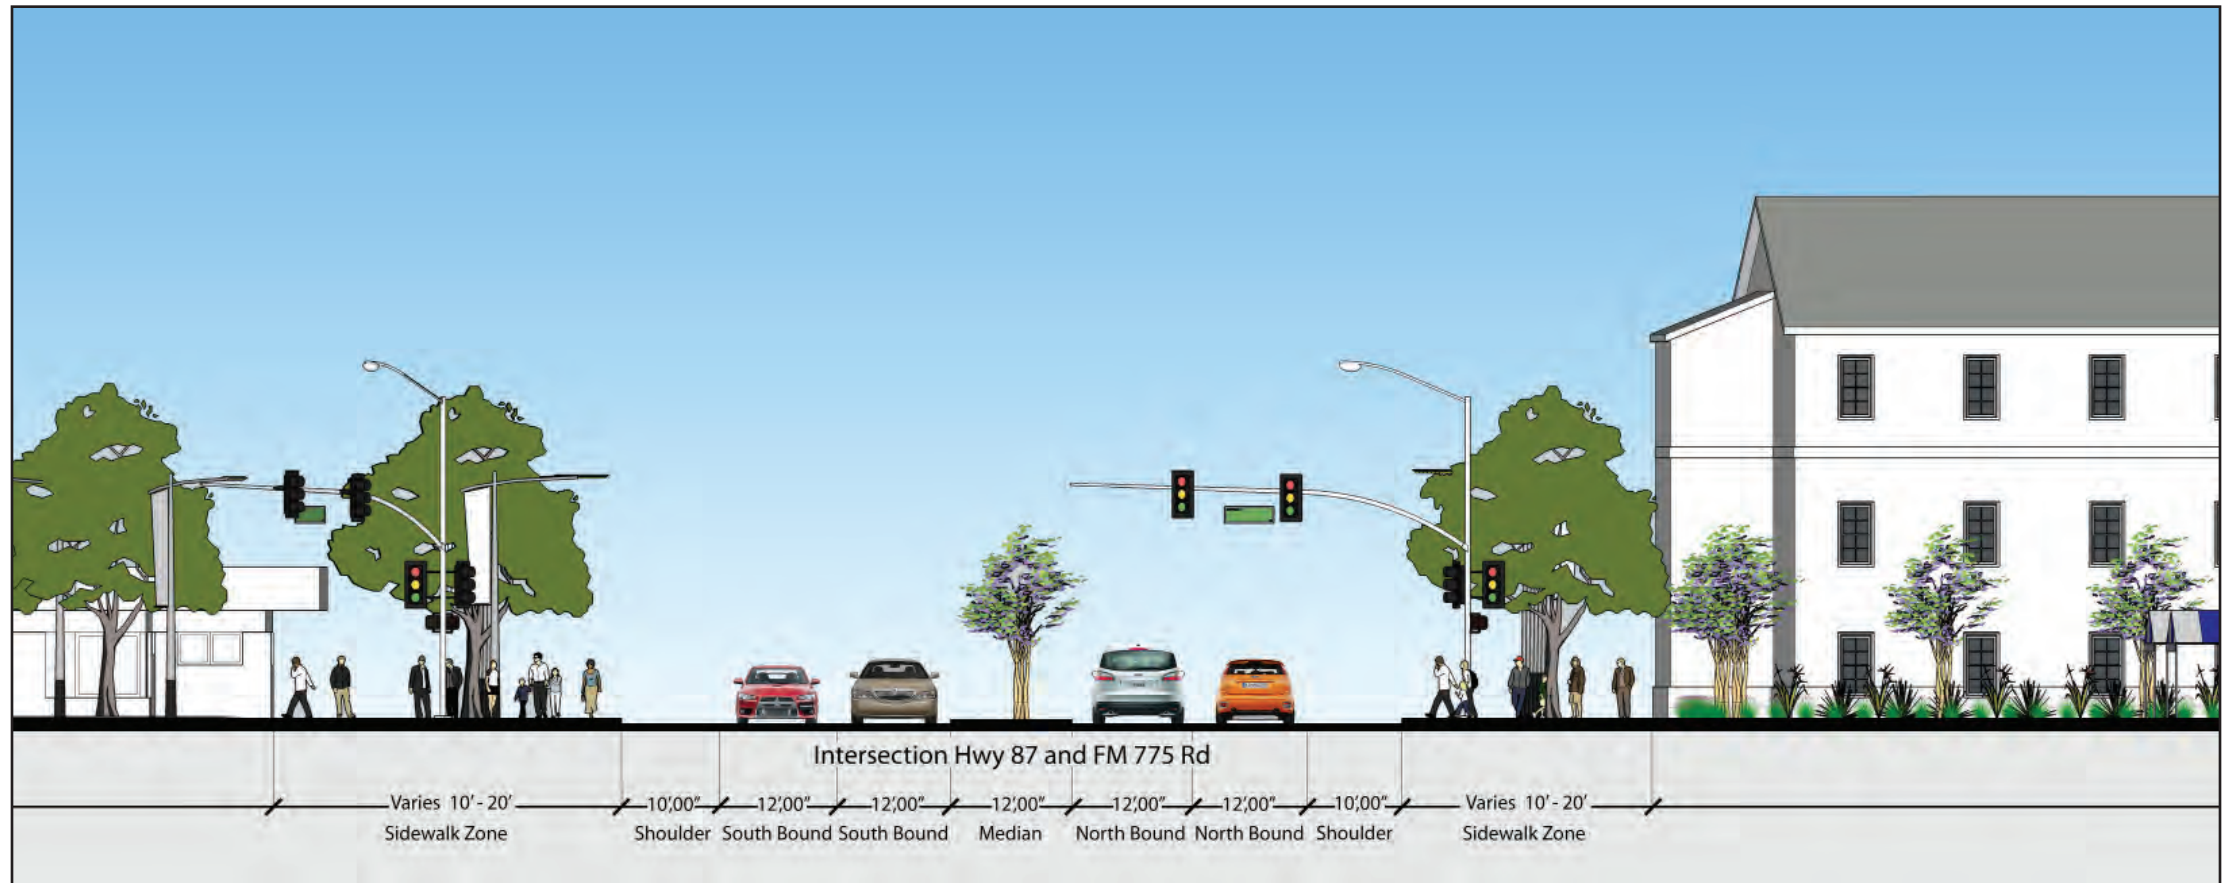 Intersection Hwy 87 and FM 775 Rd
Varies 10' - 20' 10',00" 12',00" 12',00" 12',00" 12',00" 12',00" 10',00" Varies 10' - 20'
Sidewalk Zone Shoulder South Bound South Bound Median North Bound North Bound Shoulder Sidewalk Zone